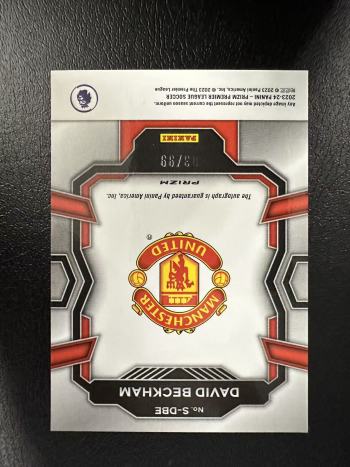 No. S-DBE
DAVID BECKHAM
MANCHESTER
UNITED
®
The autograph is guaranteed by Panini America, Inc.
PRIZM
03/99
PANINI
Any image depicted may not represent the current season uniform.
2023-24 PANINI – PRIZM PREMIER LEAGUE SOCCER
© 2023 Panini America, Inc. © 2023 The Premier League